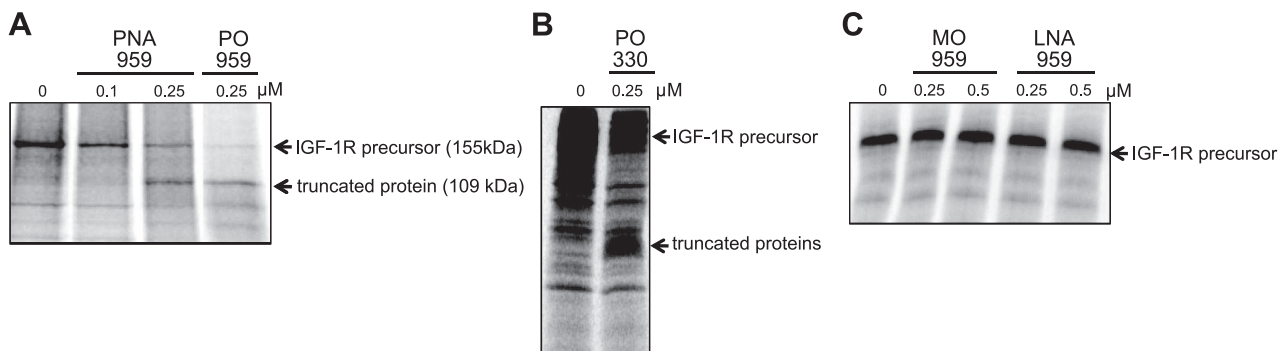 A
PNA
959
PO
959
0
0.1
0.25
0.25
µM
IGF-1R precursor (155kDa)
truncated protein (109 kDa)
B
PO
330
0
0.25
µM
IGF-1R precursor
truncated proteins
C
MO
959
LNA
959
0
0.25
0.5
0.25
0.5
µM
IGF-1R precursor